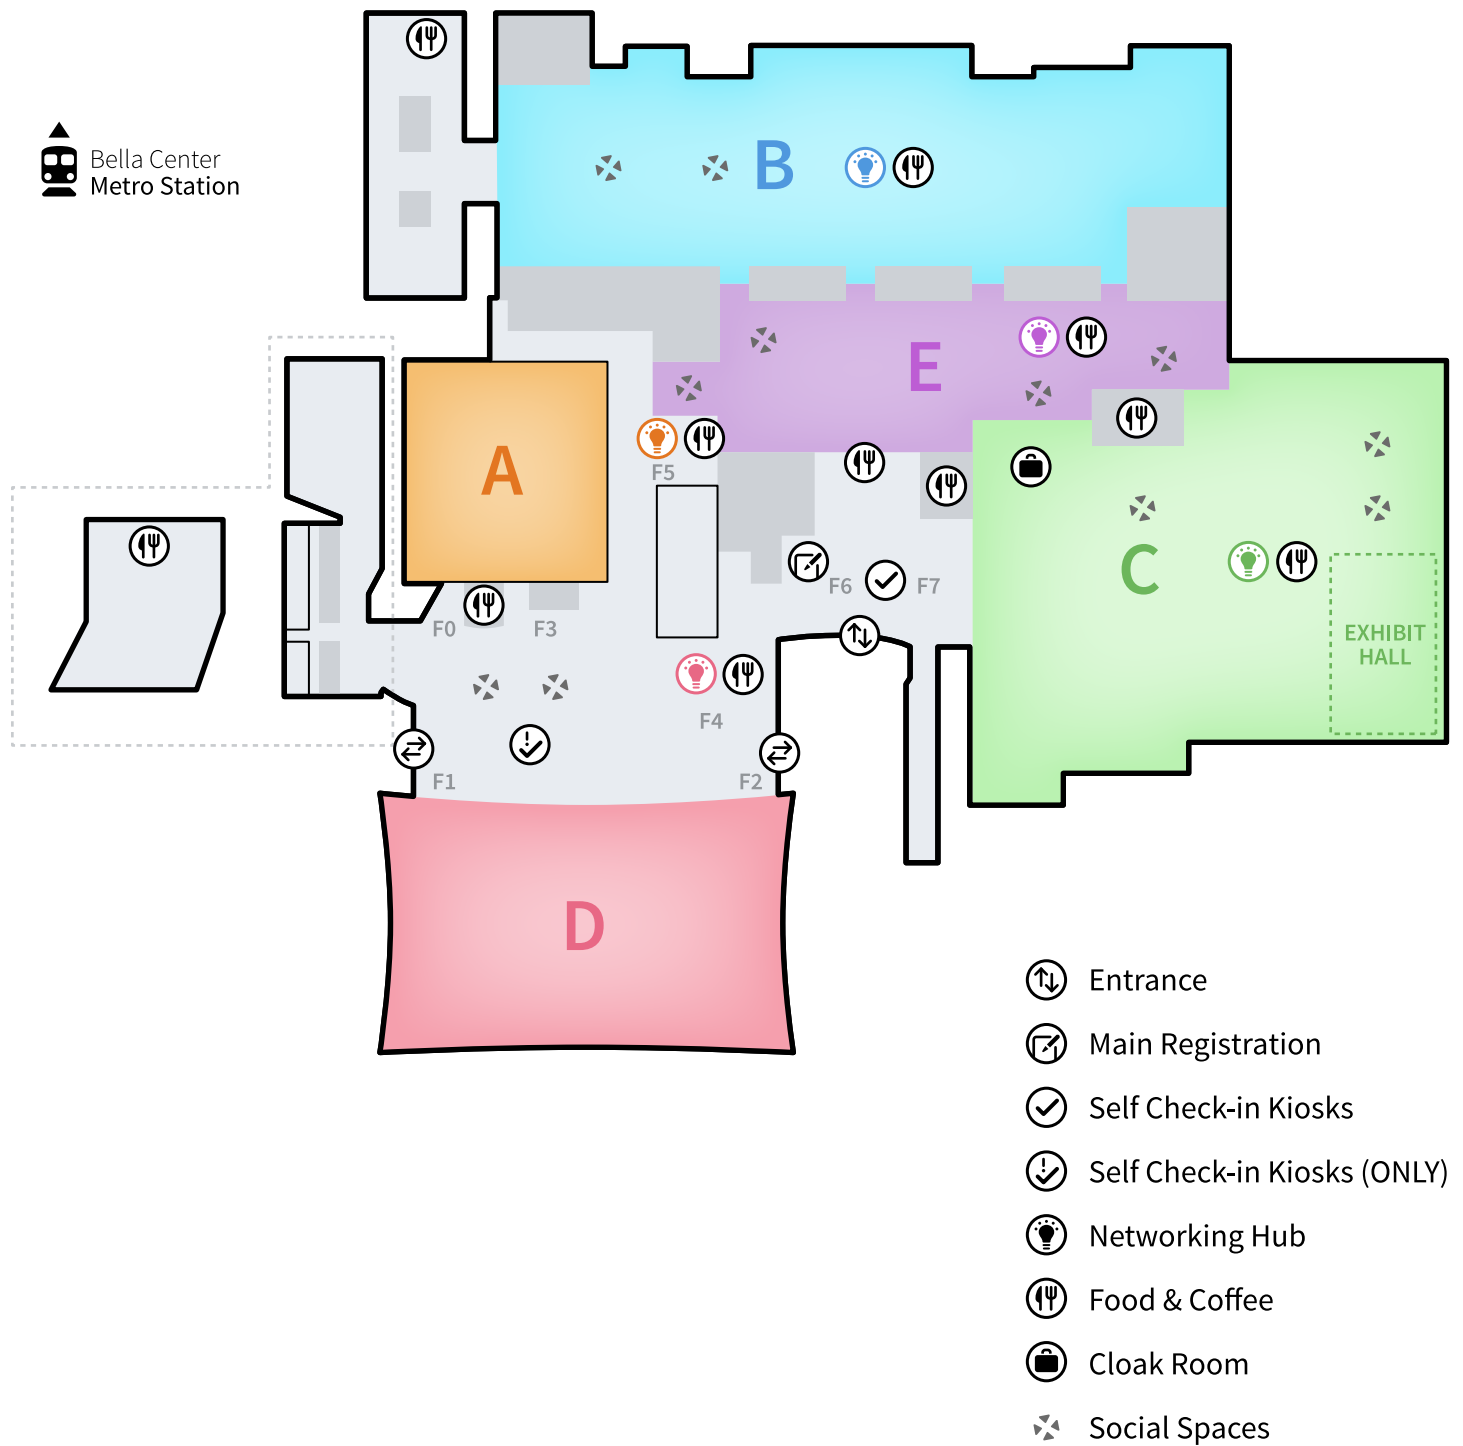 Bella Center
Metro Station
B
E
A
F5
C
F6
F7
F0
F3
EXHIBIT
HALL
F4
F1
F2
D
Entrance
Main Registration
Self Check-in Kiosks
Self Check-in Kiosks (ONLY)
Networking Hub
Food & Coffee
Cloak Room
Social Spaces